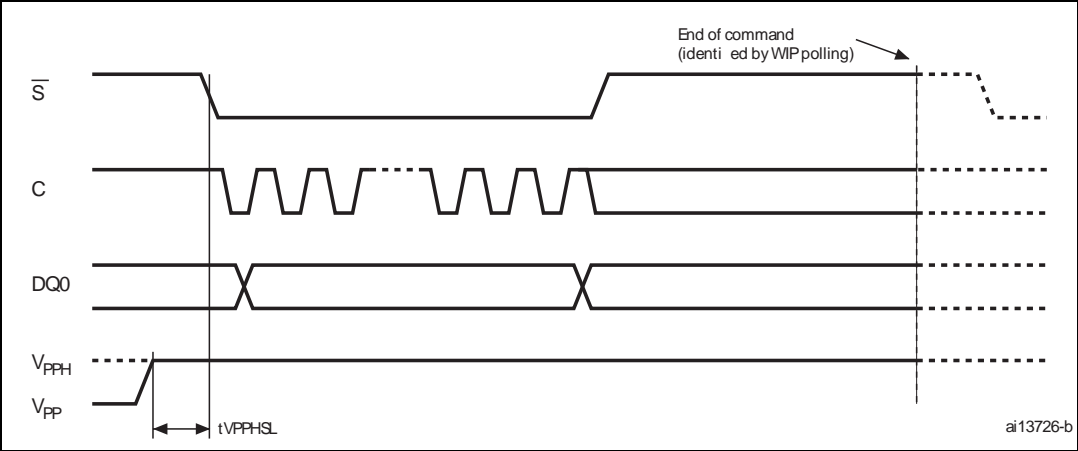 End of command
(identi ed by WIP polling)
S̅
C
DQ0
VPPH
VPP
tVPPHSL
ai13726-b